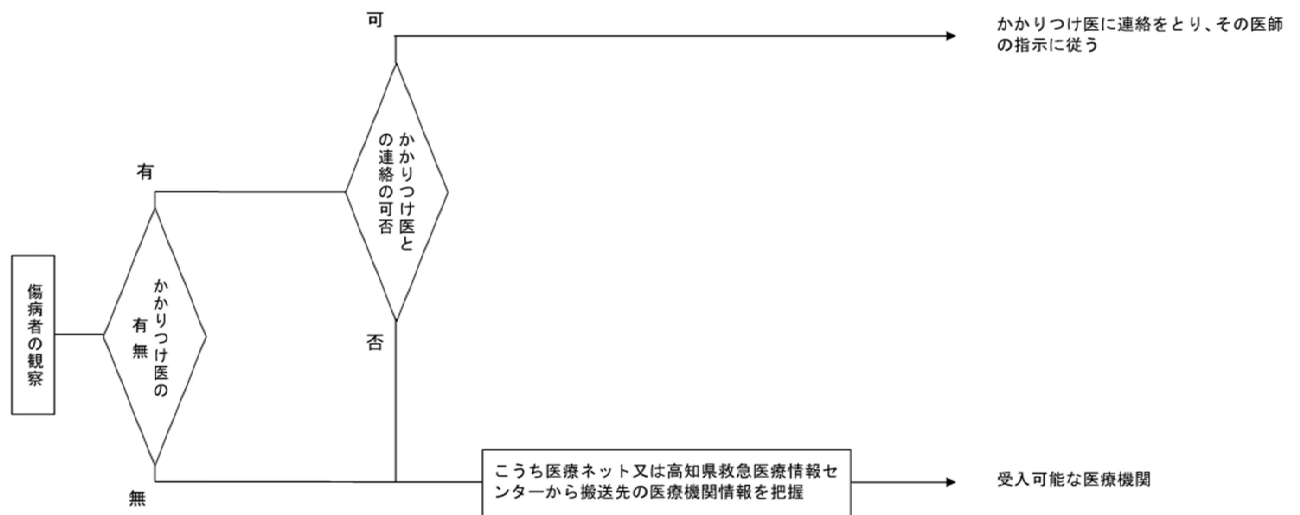 傷病者の観察
かかりつけ医の
有無
有
無
かかりつけ医と
の連絡の可否
可
否
かかりつけ医に連絡をとり、その医師
の指示に従う
こうち医療ネット又は高知県救急医療情報セ
ンターから搬送先の医療機関情報を把握
受入可能な医療機関